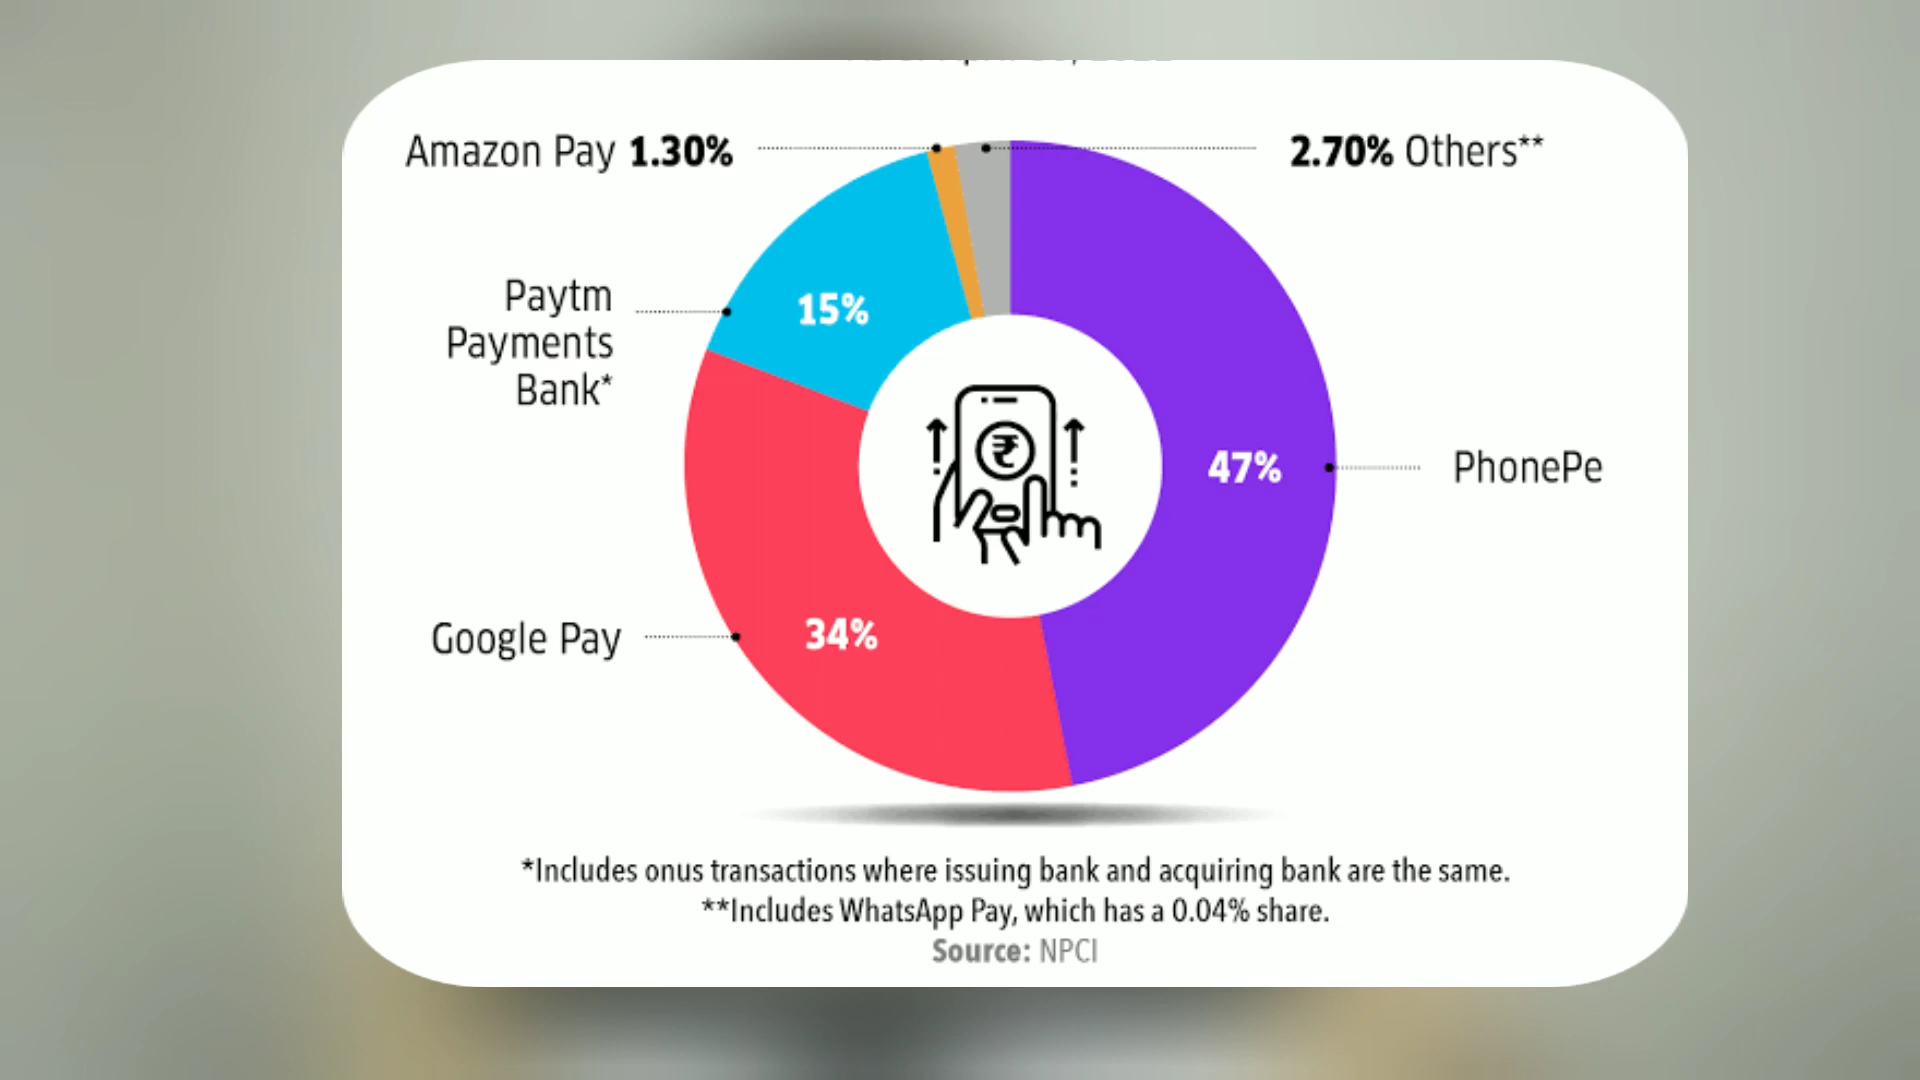 Amazon Pay 1.30%
2.70% Others**
Paytm
Payments
Bank*
15%
47%
PhonePe
Google Pay
34%
*Includes onus transactions where issuing bank and acquiring bank are the same.
**Includes WhatsApp Pay, which has a 0.04% share.
Source: NPCI